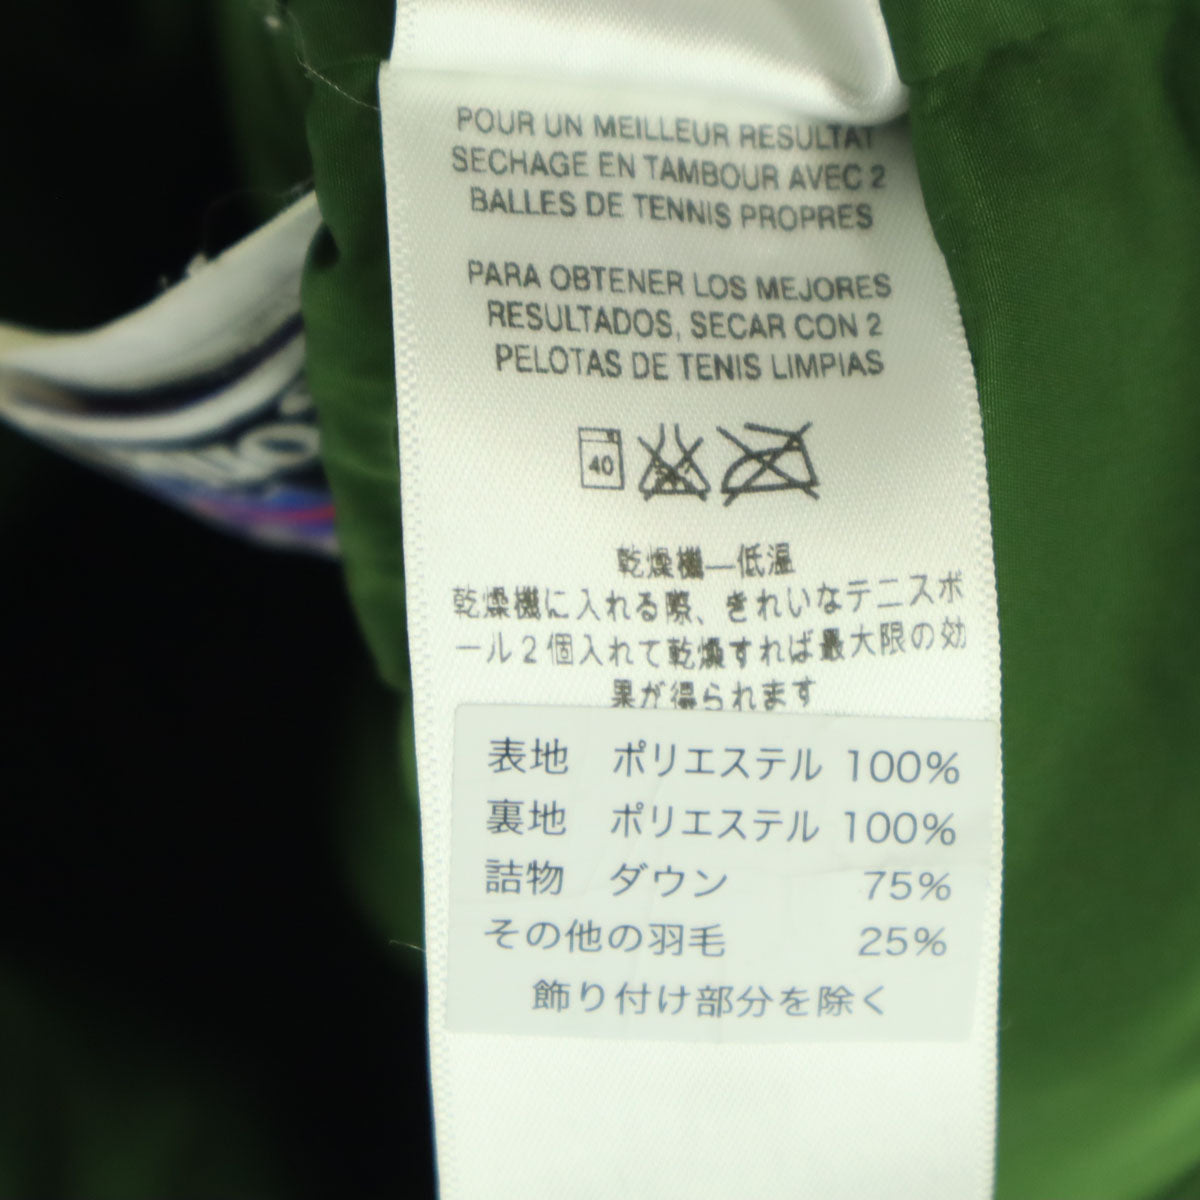 POUR UN MEILLEUR RESULTAT
SECHAGE EN TAMBOUR AVEC 2
BALLES DE TENNIS PROPRES
PARA OBTENER LOS MEJORES
RESULTADOS, SECAR CON 2
PELOTAS DE TENIS LIMPIAS
40
乾燥機—低温
乾燥機に入れる際、きれいなテニスボ
ール2個入れて乾燥すれば最大限の効
果が得られます
表地 ポリエステル 100%
裏地 ポリエステル 100%
詰物 ダウン 75%
その他の羽毛 25%
飾り付け部分を除く